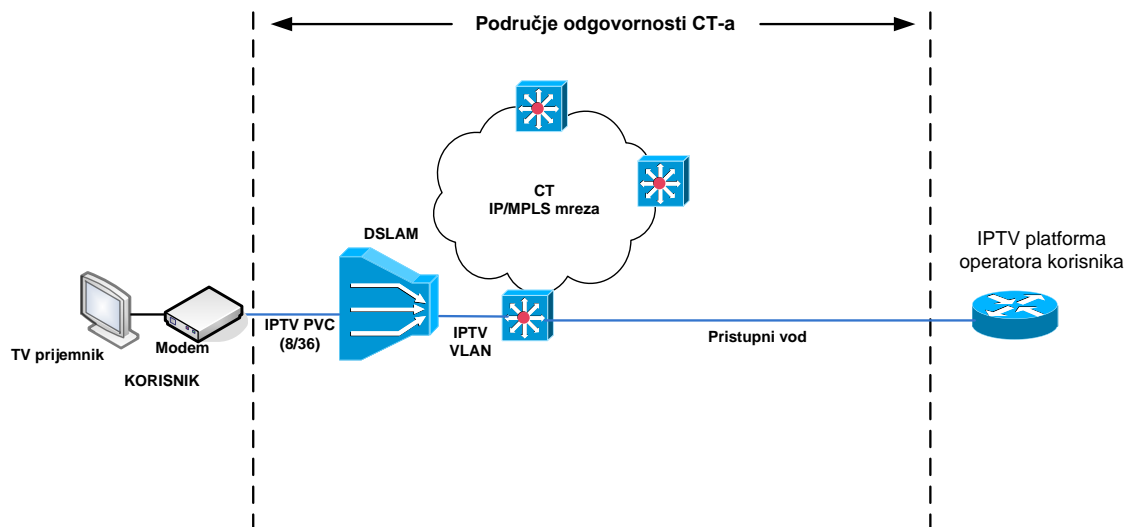 Područje odgovornosti CT-a
CT
IP/MPLS mreza
DSLAM
IPTV platforma
operatora korisnika
IPTV PVC
(8/36)
IPTV
VLAN
Pristupni vod
TV prijemnik
Modem
KORISNIK